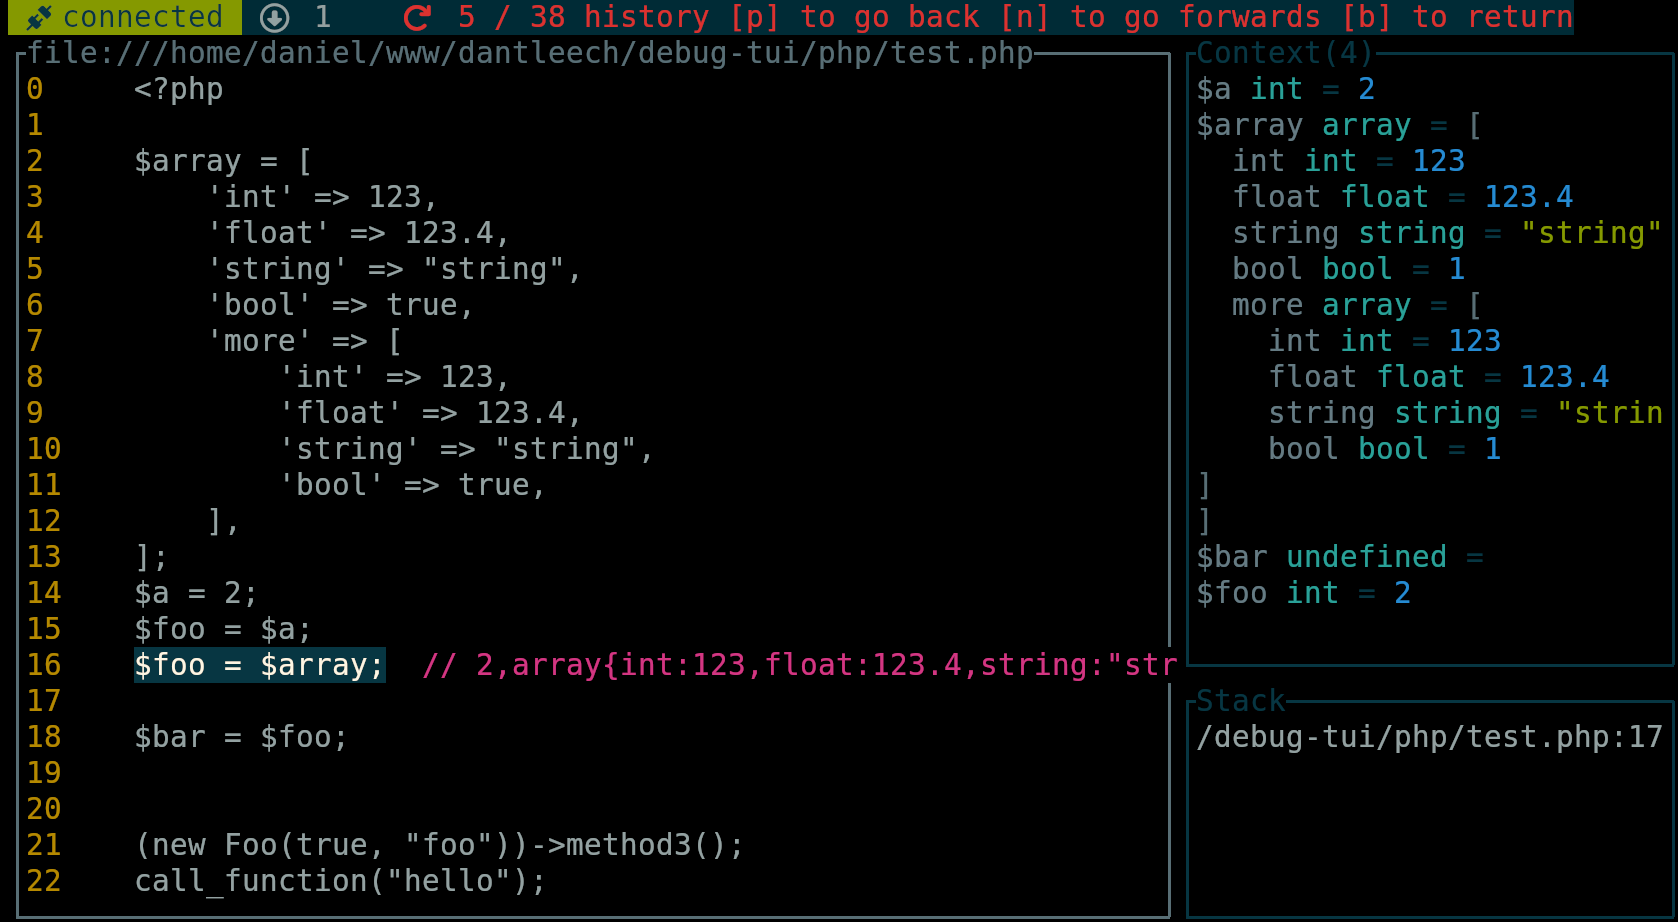 connected 1 5 / 38 history [p] to go back [n] to go forwards [b] to return
file:///home/daniel/www/dantleech/debug-tui/php/test.php
0 <?php
1
2 $array = [
3 'int' => 123,
4 'float' => 123.4,
5 'string' => "string",
6 'bool' => true,
7 'more' => [
8 'int' => 123,
9 'float' => 123.4,
10 'string' => "string",
11 'bool' => true,
12 ],
13 ];
14 $a = 2;
15 $foo = $a;
16 $foo = $array; // 2,array{int:123,float:123.4,string:"str
17
18 $bar = $foo;
19
20
21 (new Foo(true, "foo"))->method3();
22 call_function("hello");
Context(4)
$a int = 2
$array array = [
int int = 123
float float = 123.4
string string = "string"
bool bool = 1
more array = [
int int = 123
float float = 123.4
string string = "strin
bool bool = 1
]
]
$bar undefined =
$foo int = 2
Stack
/debug-tui/php/test.php:17